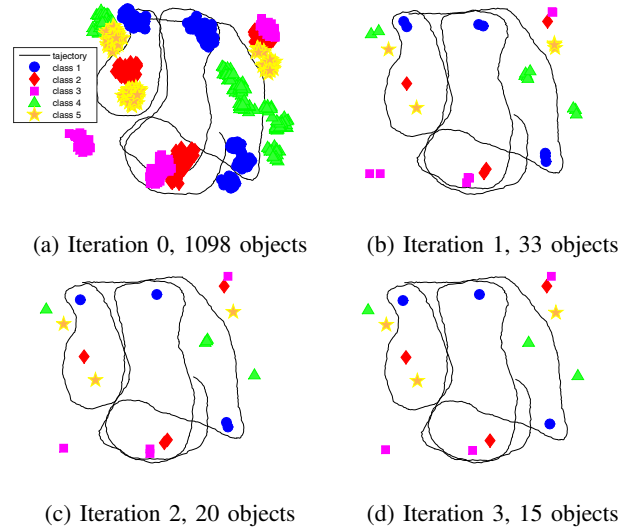 tajectory
class 1
class 2
class 3
class 4
class 5
(a) Iteration 0, 1098 objects
(b) Iteration 1, 33 objects
(c) Iteration 2, 20 objects
(d) Iteration 3, 15 objects